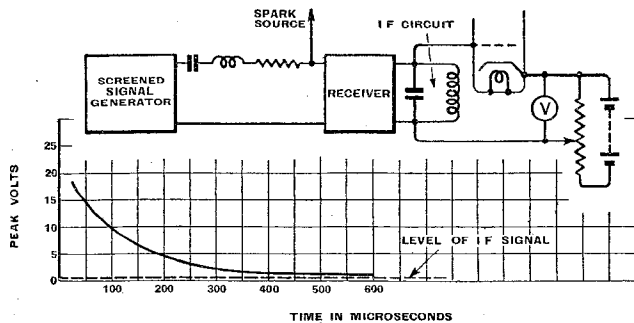 SPARK
SOURCE
I F CIRCUIT
SCREENED
SIGNAL
GENERATOR
RECEIVER
V
PEAK VOLTS
25
20
15
10
5
0
LEVEL OF I F SIGNAL
100 200 300 400 500 600
TIME IN MICROSECONDS